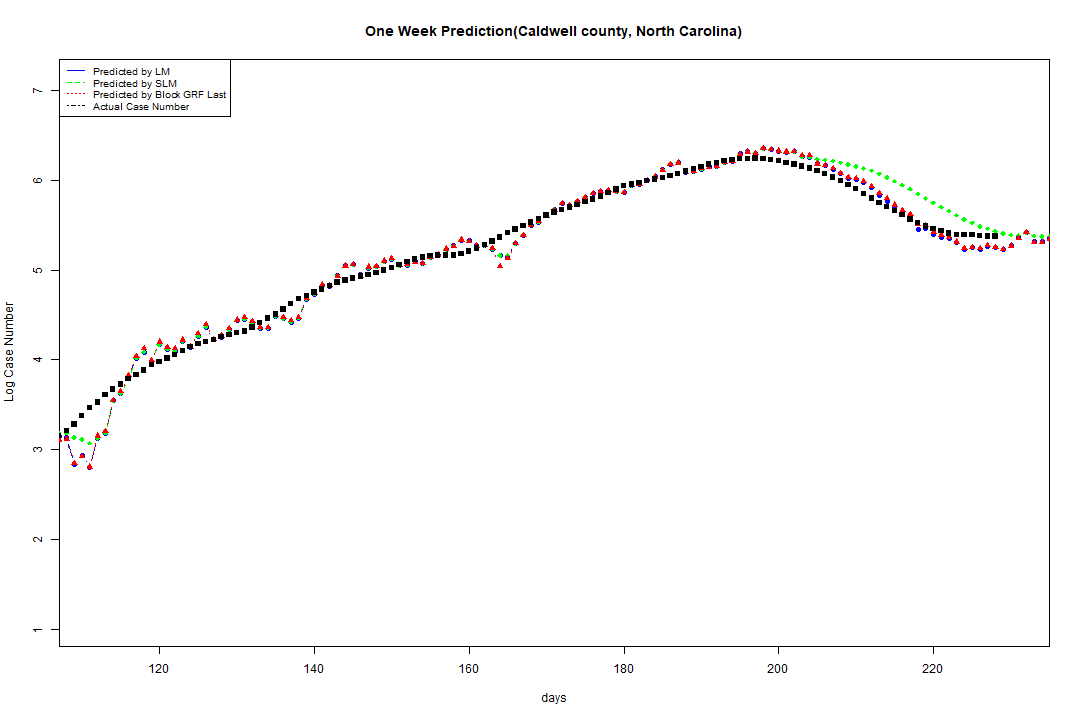 One Week Prediction(Caldwell county, North Carolina)
Predicted by LM
Predicted by SLM
Predicted by Block GRF Last
Actual Case Number
7
6
5
4
3
2
1
Log Case Number
120 140 160 180 200 220
days